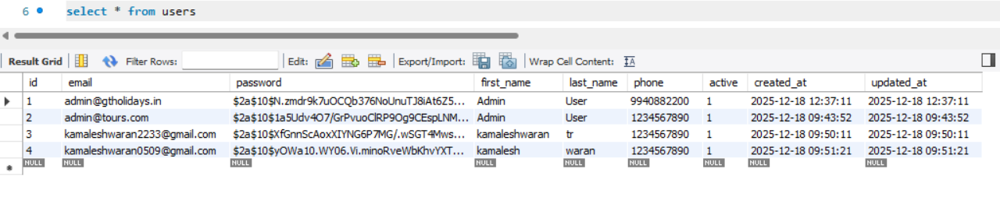 6 select * from users
Result Grid Filter Rows: Edit: Export/Import: Wrap Cell Content:
id email password first_name last_name phone active created_at updated_at
1 admin@gtholidays.in $2a$10$N.zmdr9k7uOCQb376NoUnuTJ8iAt6Z5... Admin User 9940882200 1 2025-12-18 12:37:11 2025-12-18 12:37:11
2 admin@tours.com $2a$10$1a5Udv4O7/GrPvuoClRP9Og9CEspLNM... Admin User 1234567890 1 2025-12-18 09:43:52 2025-12-18 09:43:52
3 kamaleshwaran2233@gmail.com $2a$10$XfGnnScAoxXIYNG6P7MG/.wSGT4Mws... kamaleshwaran tr 1234567890 1 2025-12-18 09:50:11 2025-12-18 09:50:11
4 kamaleshwaran0509@gmail.com $2a$10$yOWa10.WY06.Vi.minoRveWbKhvYXT... kamalesh waran 1234567890 1 2025-12-18 09:51:21 2025-12-18 09:51:21
NULL NULL NULL NULL NULL NULL NULL NULL NULL